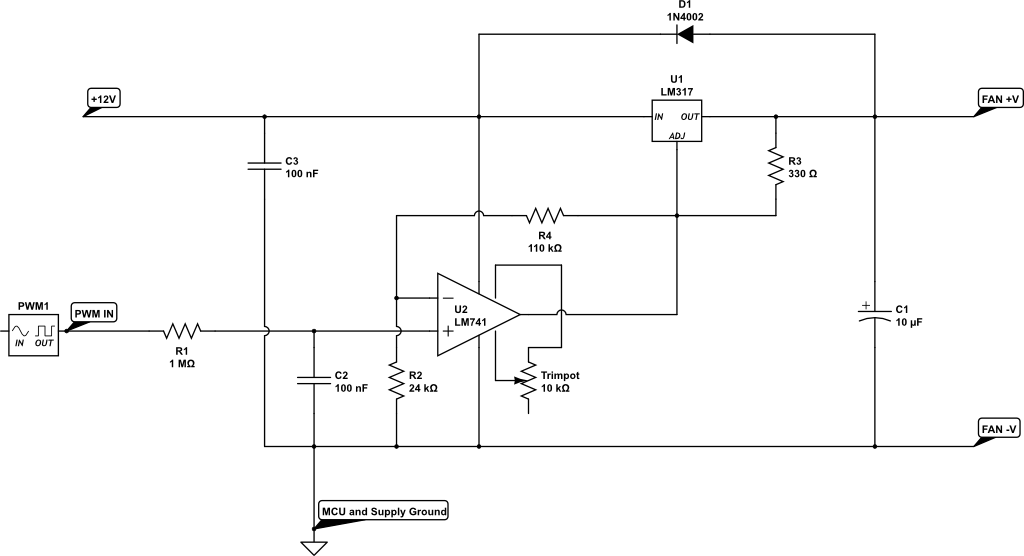 D1
1N4002
U1
LM317
+12V
FAN +V
IN OUT
ADJ
C3
100 nF
R3
330 Ω
R4
110 kΩ
PWM1
PWM IN
U2
LM741
−
+
+
C1
10 µF
IN OUT
R1
1 MΩ
C2
100 nF
R2
24 kΩ
Trimpot
10 kΩ
FAN -V
MCU and Supply Ground